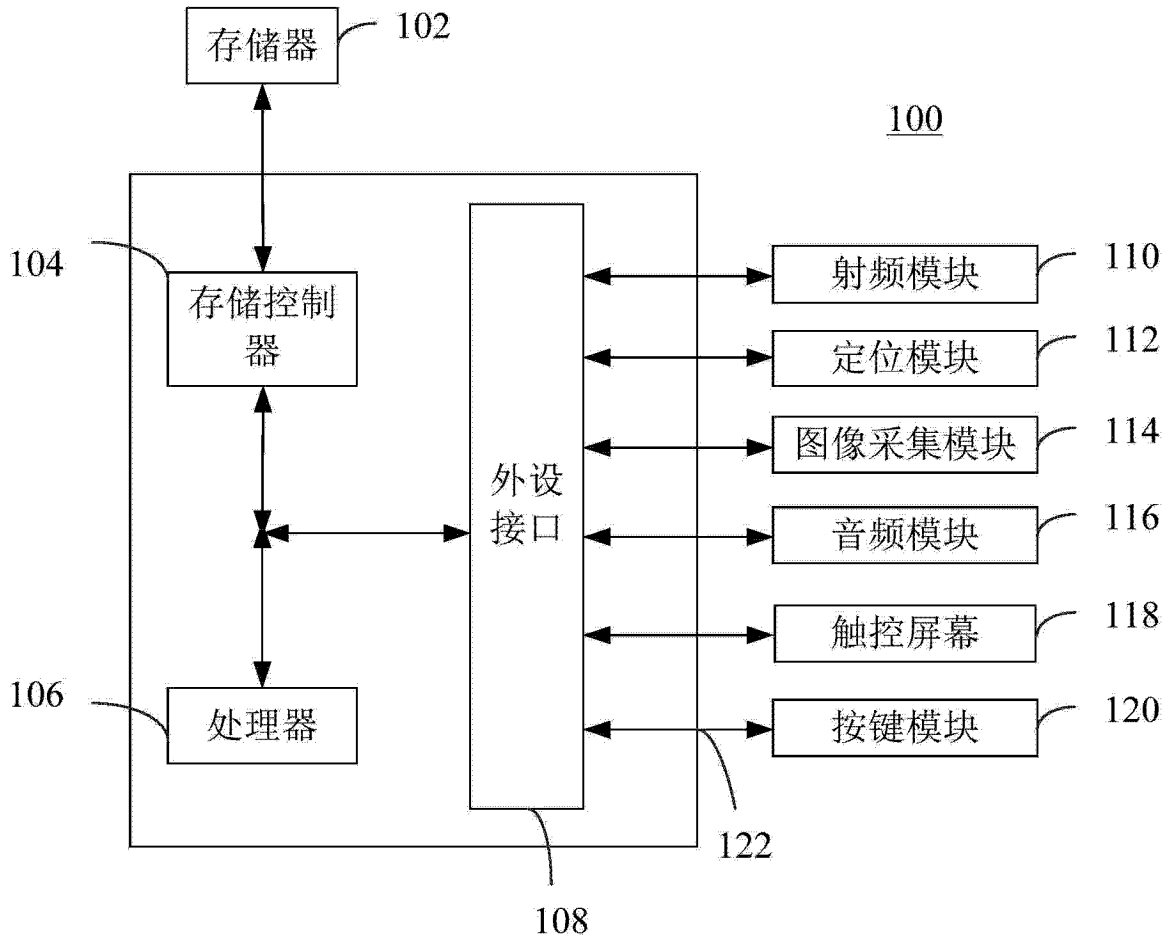 存储器
102
100
104
存储控制
器
外设
接口
106
处理器
射频模块
110
定位模块
112
图像采集模块
114
音频模块
116
触控屏幕
118
按键模块
120
122
108